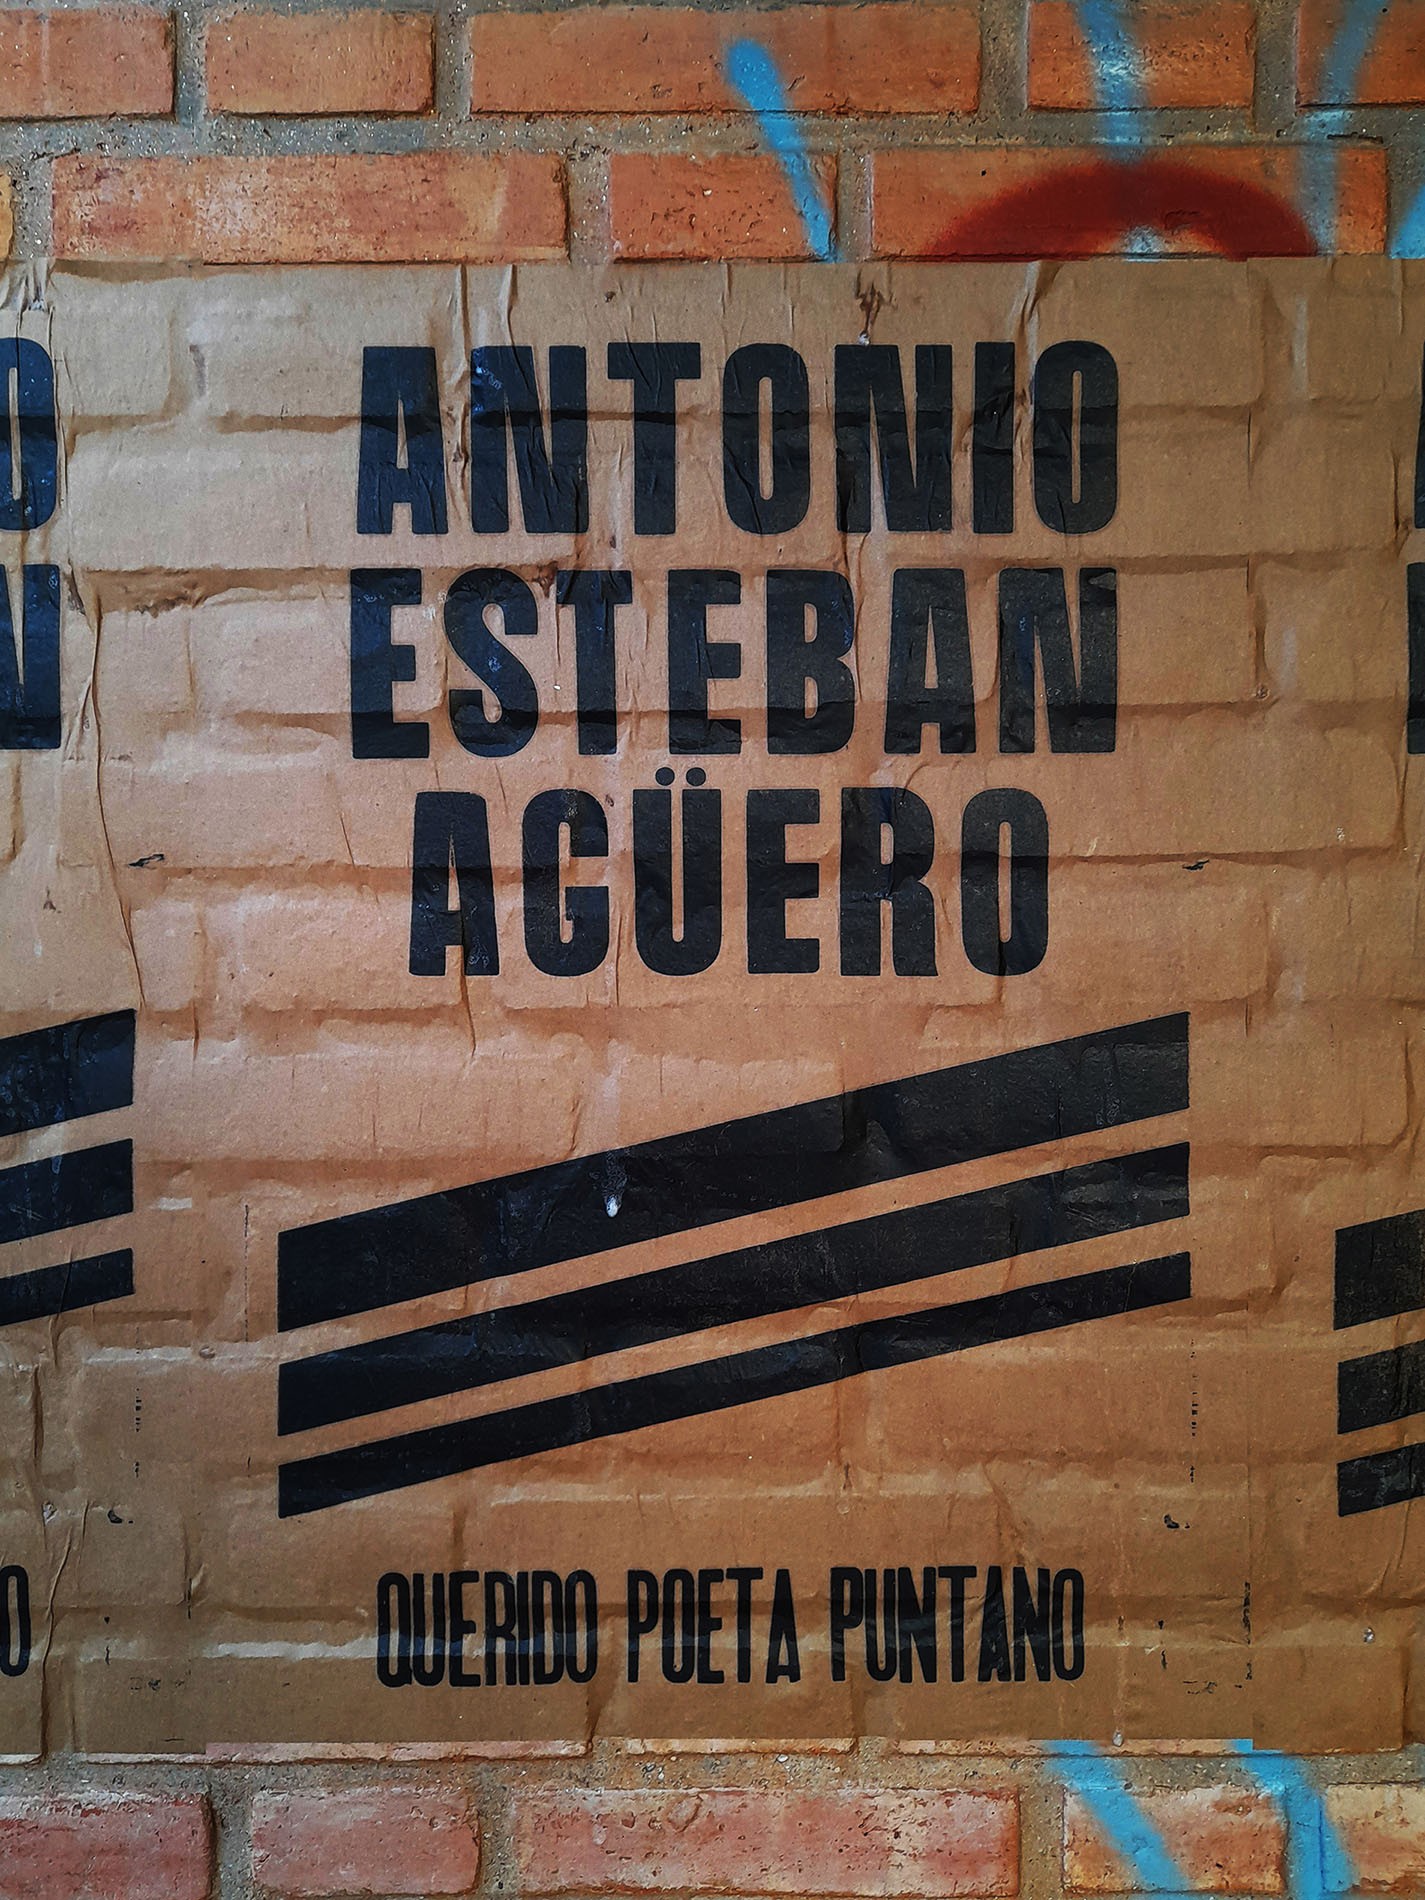 ANTONIO
ESTEBAN
AGÜERO
QUERIDO POETA PUNTANO